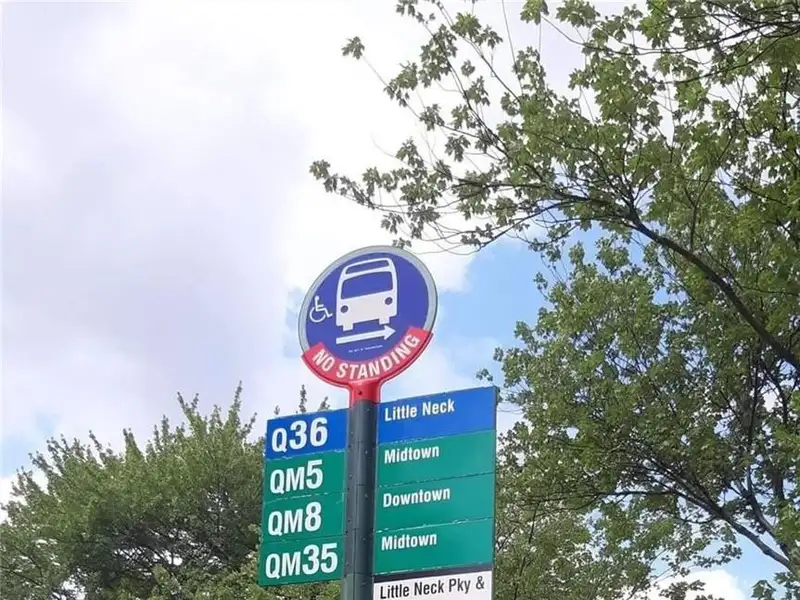 NO STANDING
Q36 Little Neck
QM5 Midtown
QM8 Downtown
QM35 Midtown
Little Neck Pky &